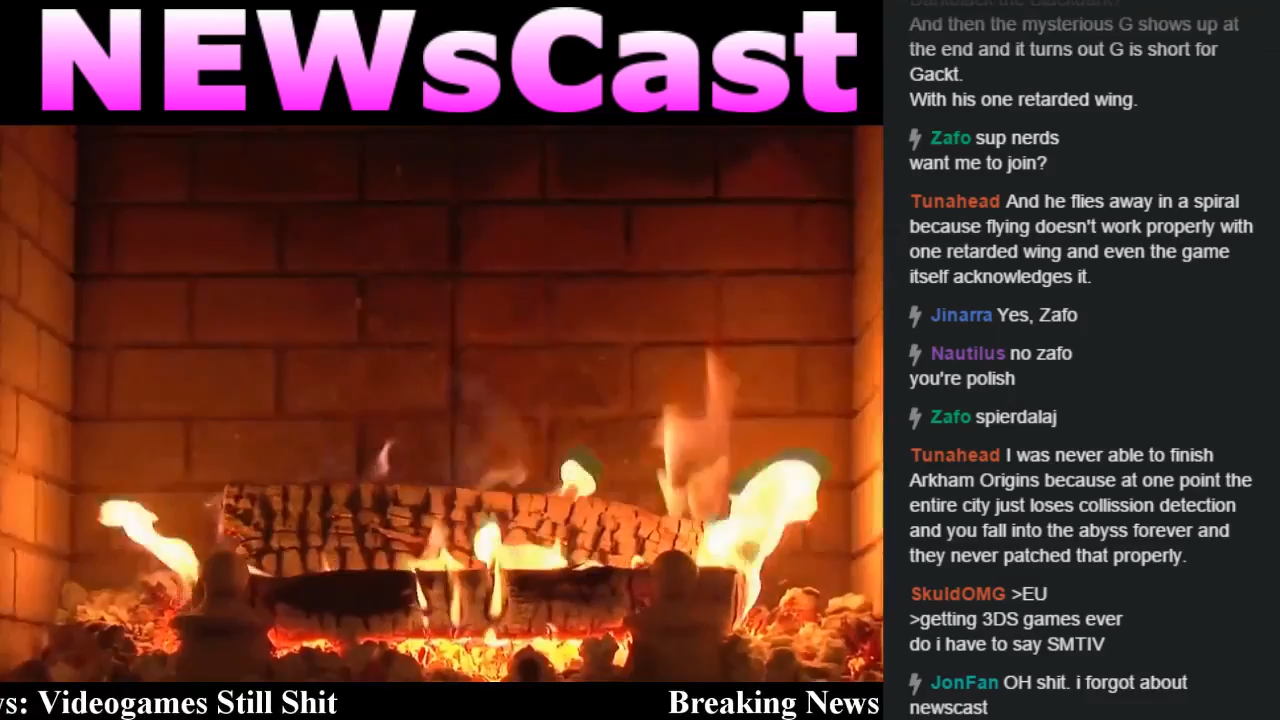 NEWsCast
And then the mysterious G shows up at
the end and it turns out G is short for
Gackt.
With his one retarded wing.
Zafo sup nerds
want me to join?
Tunahead And he flies away in a spiral
because flying doesn't work properly with
one retarded wing and even the game
itself acknowledges it.
Jinarra Yes, Zafo
Nautilus no zafo
you're polish
Zafo spierdalaj
Tunahead I was never able to finish
Arkham Origins because at one point the
entire city just loses collission detection
and you fall into the abyss forever and
they never patched that properly.
SkuldOMG >EU
>getting 3DS games ever
do i have to say SMTIV
JonFan OH shit. i forgot about
newscast
s: Videogames Still Shit
Breaking News